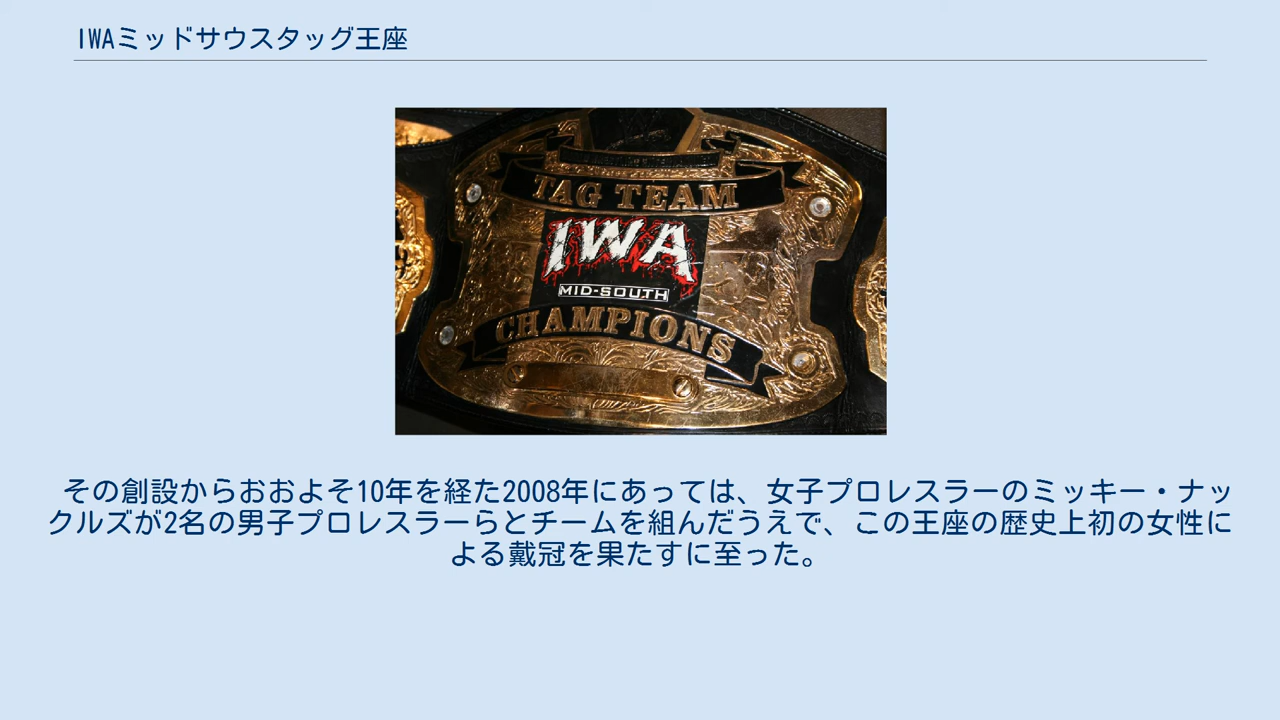 IWAミッドサウスタッグ王座
TAG TEAM
IWA
MID-SOUTH
CHAMPIONS
その創設からおおよそ10年を経た2008年にあっては、女子プロレスラーのミッキー・ナッ
クルズが2名の男子プロレスラーらとチームを組んだうえで、この王座の歴史上初の女性に
よる戴冠を果たすに至った。